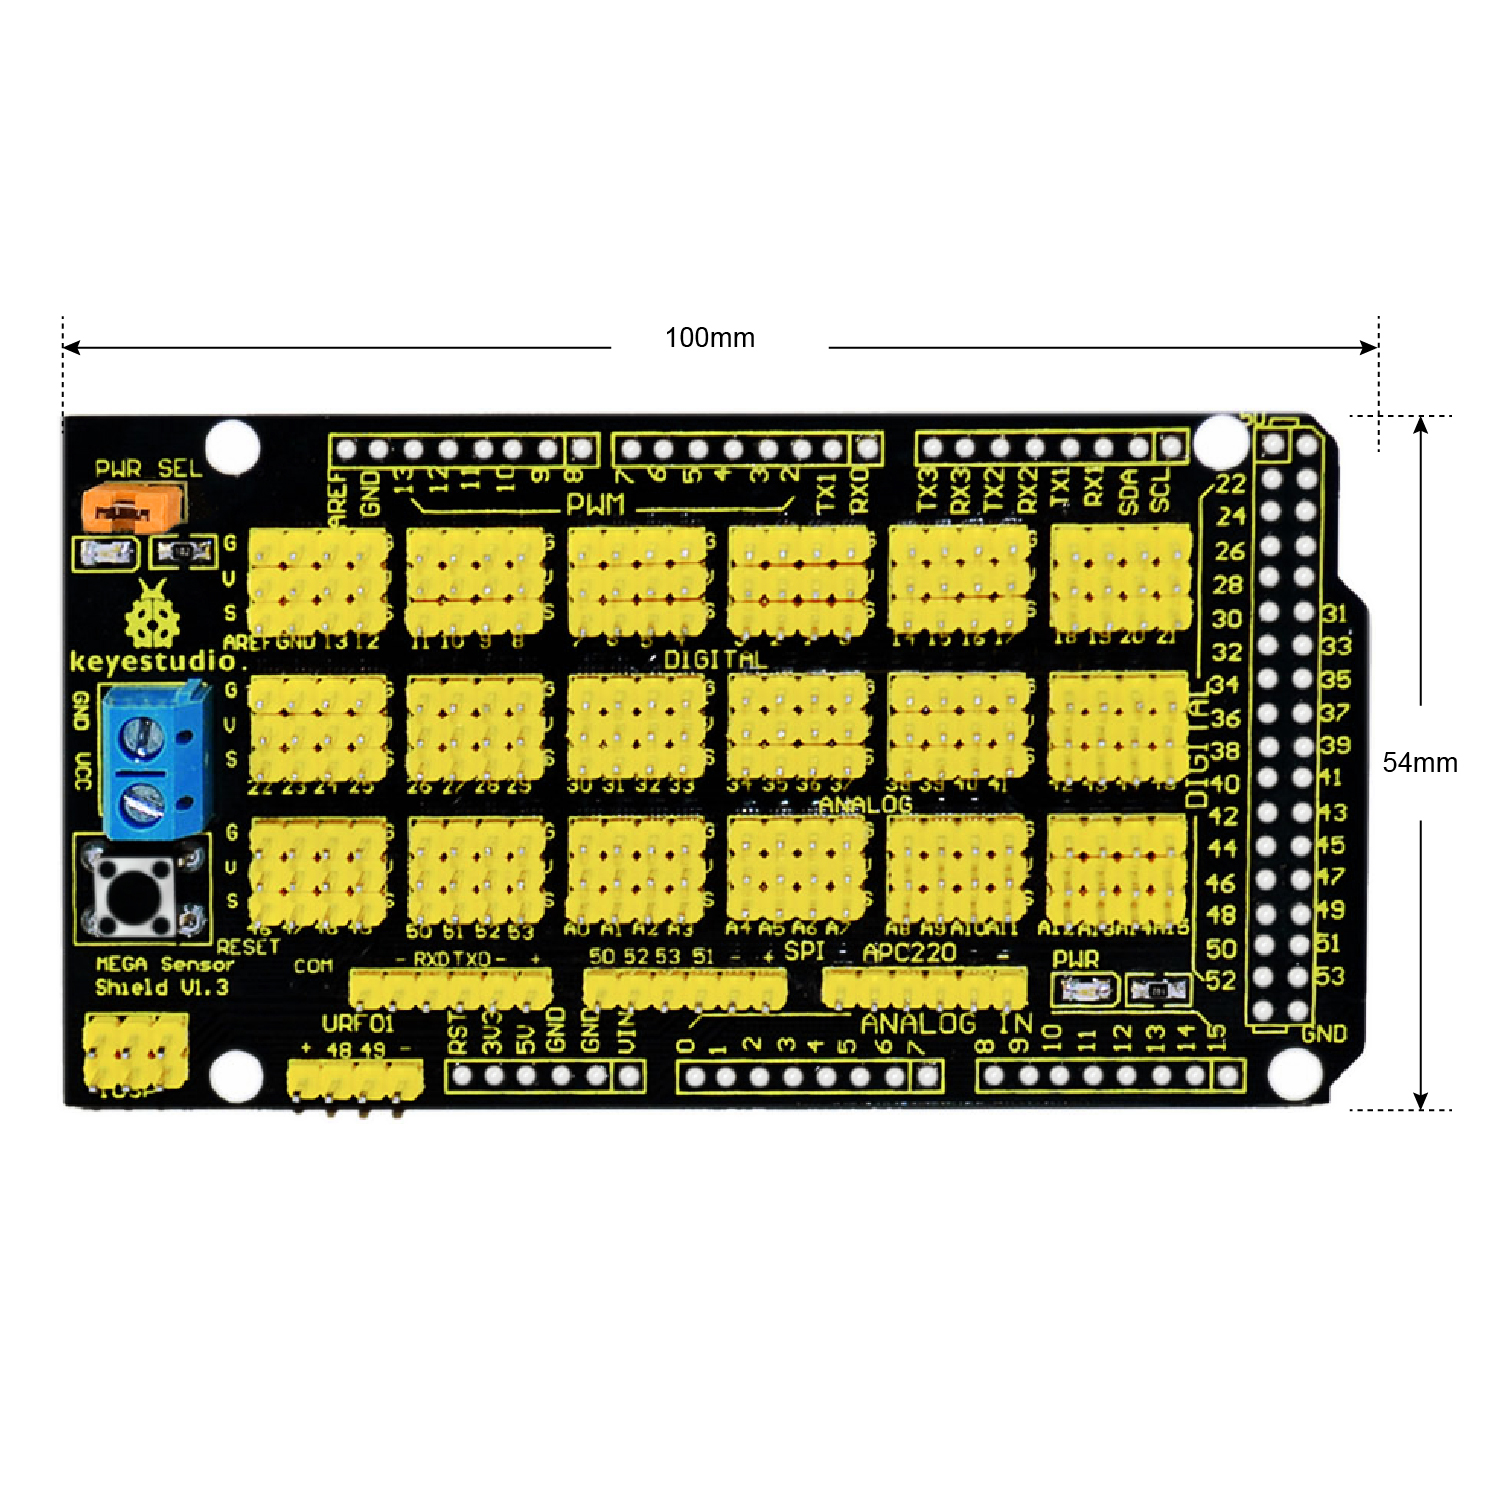 100mm
54mm
5V
PWR SEL
AREF GND 13 12 11 10 9 8
7 6 5 4 3 2 TX1 RX0
TX3 RX3 TX2 RX2 TX1 RX1 SDA SCL
PWM
G
V
S
AREF GND 13 12
11 10 9 8
14 15 16 17
18 19 20 21
keyestudio.
DIGITAL
GND
VCC
G
V
S
22 23 24 25
26 27 28 29
30 31 32 33
34 35 36 37
38 39 40 41
42 43 44 45
ANALOG
G
V
S
46 47 48 49
50 51 52 53
A0 A1 A2 A3
A4 A5 A6 A7
A8 A9 A10 A11
A12 A13 A14 A15
RESET
MEGA Sensor
Shield V1.3
COM
- RXD TXD - +
50 52 53 51 - +
SPI
APC220
-
PWR
URF01
+ 48 49 -
RST 3V3 5V GND GND VIN
ANALOG IN
0 1 2 3 4 5 6 7
8 9 10 11 12 13 14 15
DIGITAL
22
24
26
28
30 31
32 33
34 35
36 37
38 39
40 41
42 43
44 45
46 47
48 49
50 51
52 53
GND